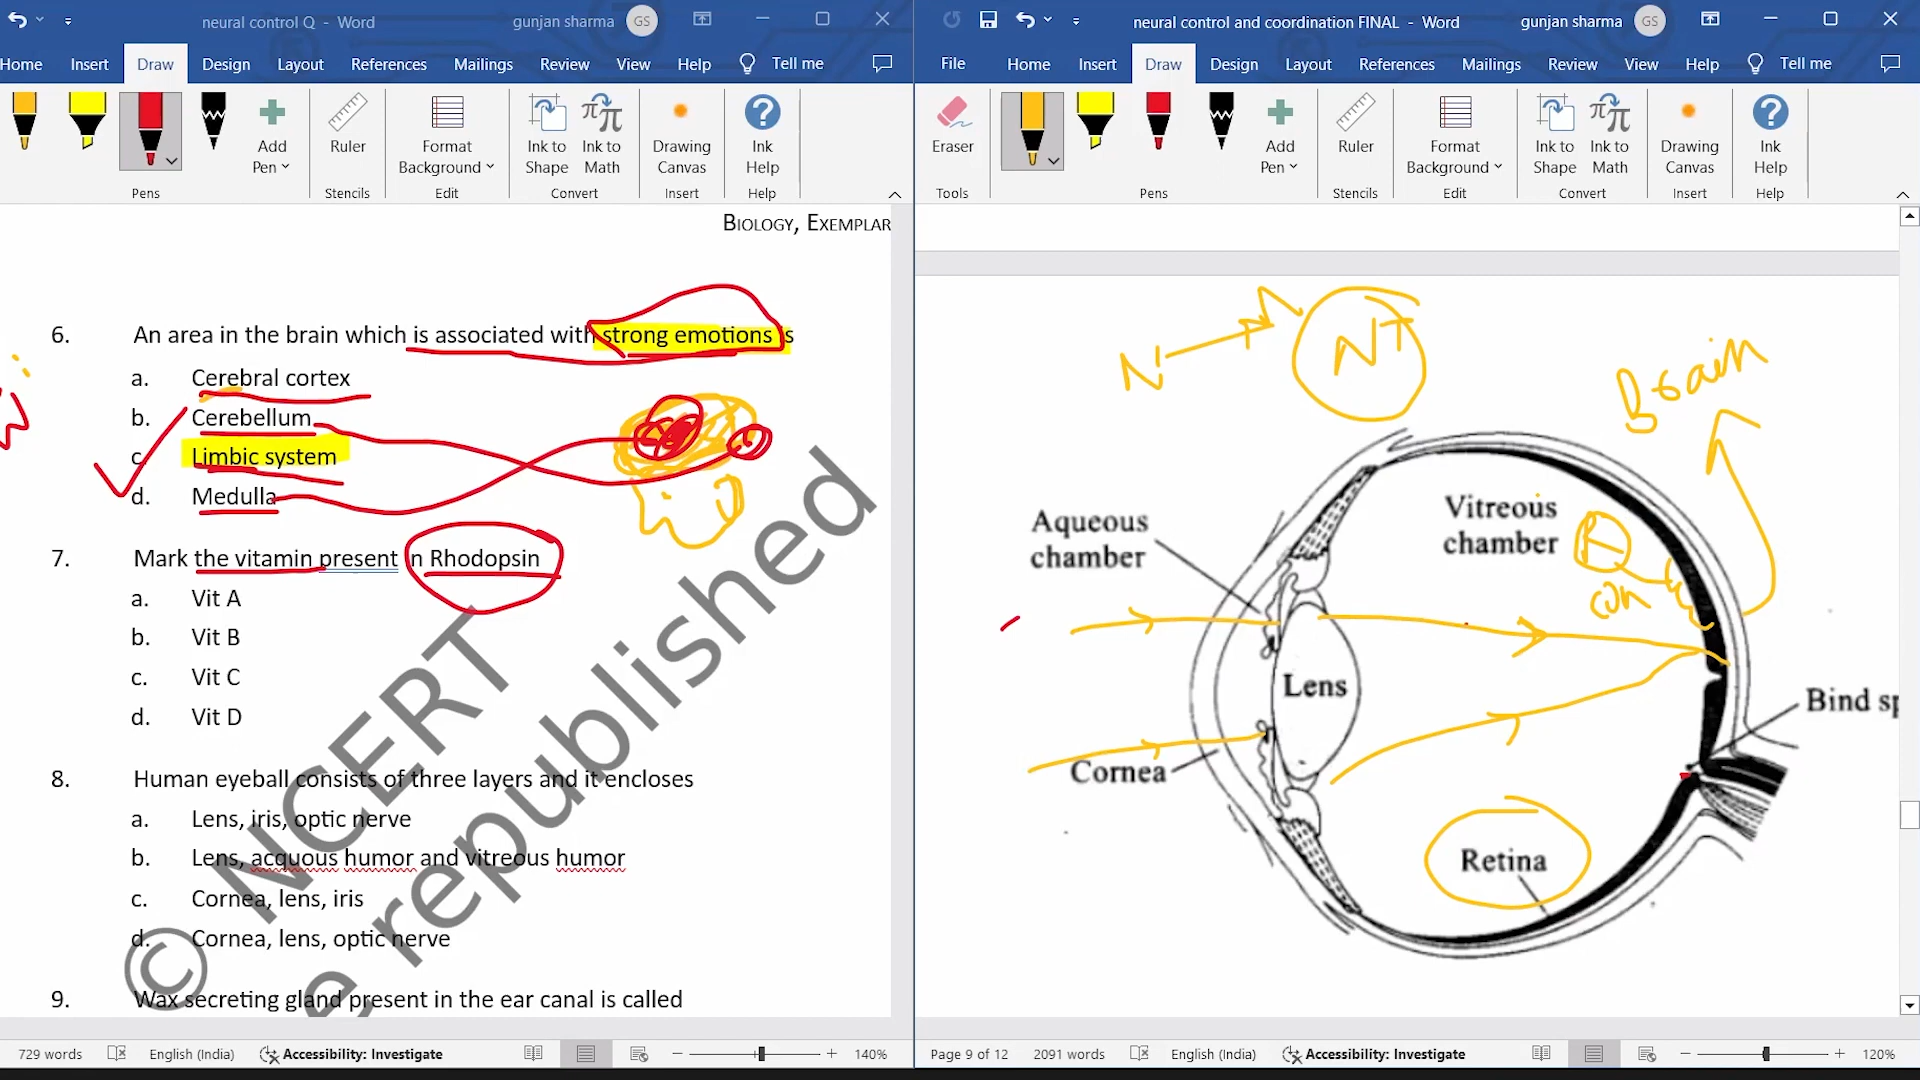 neural control Q - Word
gunjan sharma
GS
Home Insert Draw Design Layout References Mailings Review View Help Tell me
Add Pen
Ruler
Format Background
Ink to Shape
Ink to Math
Drawing Canvas
Ink Help
Pens Stencils Edit Convert Insert Help
BIOLOGY, EXEMPLAR
6. An area in the brain which is associated with strong emotions is
a. Cerebral cortex
b. Cerebellum
c. Limbic system
d. Medulla
7. Mark the vitamin present in Rhodopsin
a. Vit A
b. Vit B
c. Vit C
d. Vit D
8. Human eyeball consists of three layers and it encloses
a. Lens, iris, optic nerve
b. Lens, acquous humor and vitreous humor
c. Cornea, lens, iris
d. Cornea, lens, optic nerve
9. Wax secreting gland present in the ear canal is called
© NCERT
e republished
729 words English (India) Accessibility: Investigate 140%
neural control and coordination FINAL - Word
gunjan sharma
GS
File Home Insert Draw Design Layout References Mailings Review View Help Tell me
Eraser
Add Pen
Ruler
Format Background
Ink to Shape
Ink to Math
Drawing Canvas
Ink Help
Tools Pens Stencils Edit Convert Insert Help
N
NT
Brain
Aqueous chamber
Vitreous chamber
Lens
Bind sp
Cornea
Retina
Page 9 of 12 2091 words English (India) Accessibility: Investigate 120%